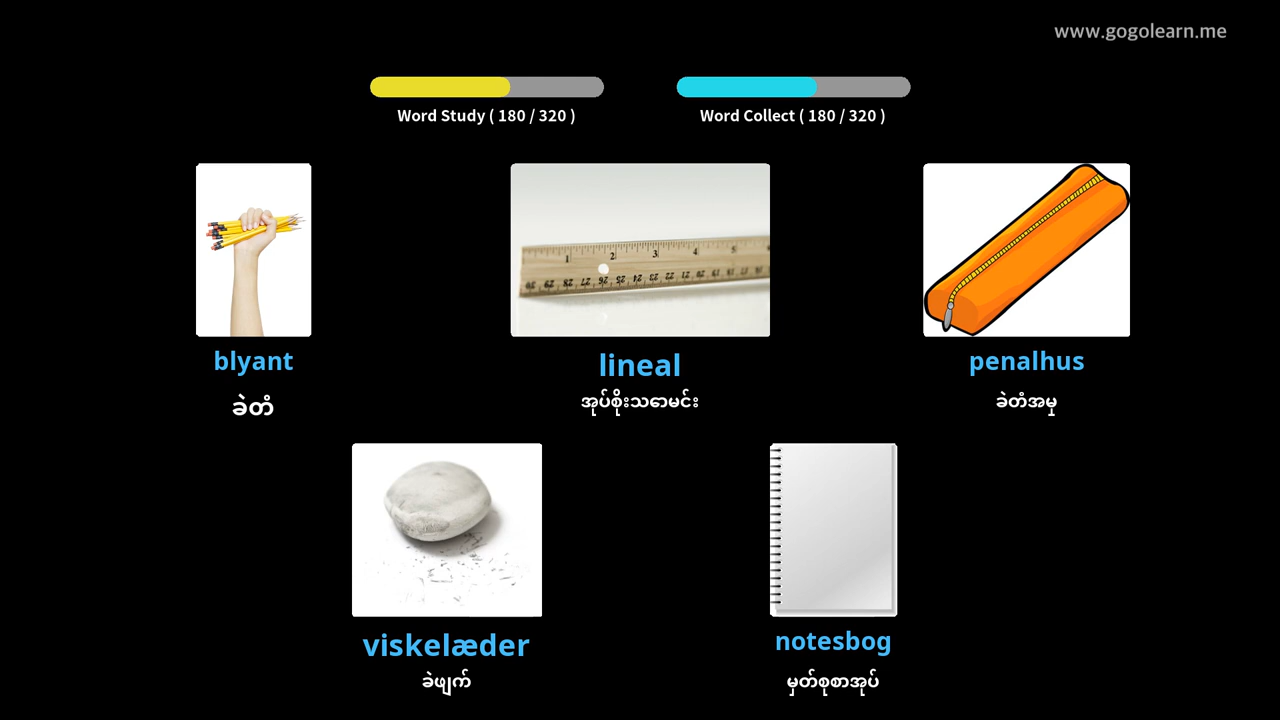 www.gogolearn.me
Word Study ( 180 / 320 )
Word Collect ( 180 / 320 )
blyant
lineal
penalhus
ခဲတံ
အုပ်စိုးသဓာမင်း
ခဲတံအမှ
viskelæder
notesbog
ခဲဖျက်
မှတ်စုစာအုပ်